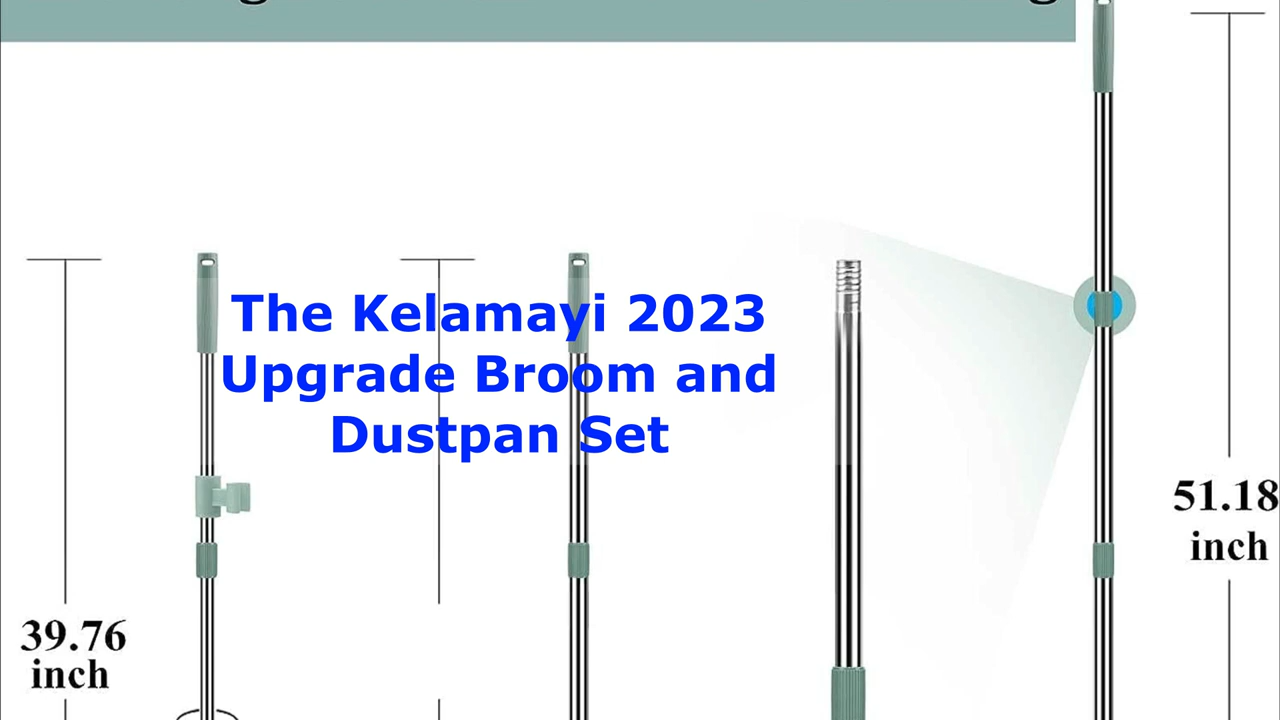 The Kelamayi 2023
Upgrade Broom and
Dustpan Set
51.18
inch
39.76
inch